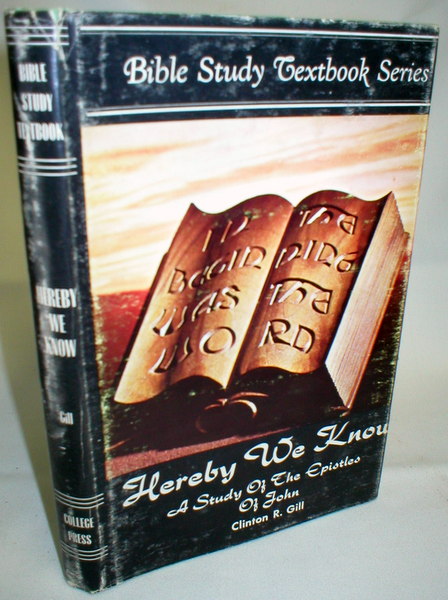 BIBLE
STUDY
TEXTBOOK
HEREBY
WE
KNOW
Gill
COLLEGE
PRESS
Bible Study Textbook Series
IN THE
BEGINNING
WAS THE
WORD
Hereby We Know
A Study Of The Epistles
Of John
Clinton R. Gill